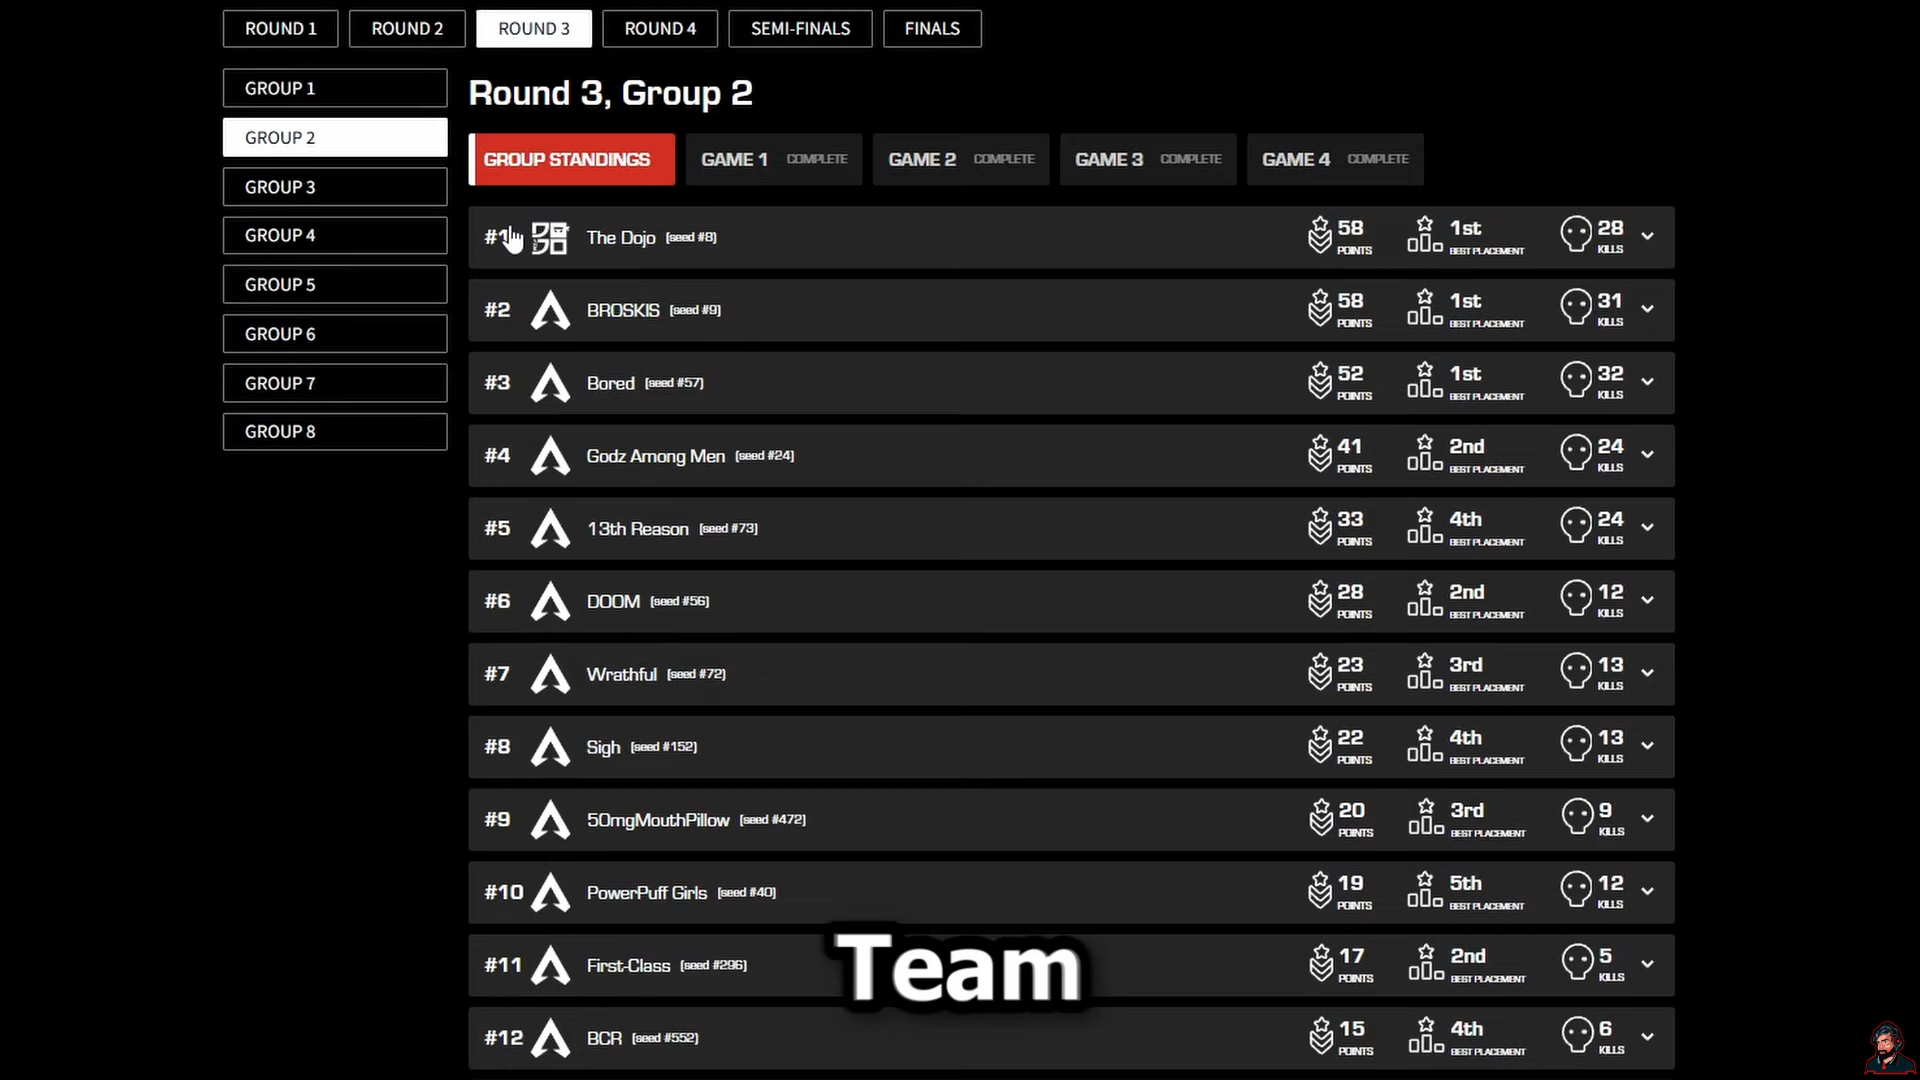 ROUND 1 ROUND 2 ROUND 3 ROUND 4 SEMI-FINALS FINALS
GROUP 1
GROUP 2
GROUP 3
GROUP 4
GROUP 5
GROUP 6
GROUP 7
GROUP 8
Round 3, Group 2
GROUP STANDINGS GAME 1 COMPLETE GAME 2 COMPLETE GAME 3 COMPLETE GAME 4 COMPLETE
#1 The Dojo [seed #8] 58 POINTS 1st BEST PLACEMENT 28 KILLS
#2 BROSKIS [seed #9] 58 POINTS 1st BEST PLACEMENT 31 KILLS
#3 Bored [seed #57] 52 POINTS 1st BEST PLACEMENT 32 KILLS
#4 Godz Among Men [seed #24] 41 POINTS 2nd BEST PLACEMENT 24 KILLS
#5 13th Reason [seed #73] 33 POINTS 4th BEST PLACEMENT 24 KILLS
#6 DOOM [seed #56] 28 POINTS 2nd BEST PLACEMENT 12 KILLS
#7 Wrathful [seed #72] 23 POINTS 3rd BEST PLACEMENT 13 KILLS
#8 Sigh [seed #152] 22 POINTS 4th BEST PLACEMENT 13 KILLS
#9 50mgMouthPillow [seed #472] 20 POINTS 3rd BEST PLACEMENT 9 KILLS
#10 PowerPuff Girls [seed #40] 19 POINTS 5th BEST PLACEMENT 12 KILLS
#11 First-Class [seed #296] 17 POINTS 2nd BEST PLACEMENT 5 KILLS
Team
#12 BCR [seed #552] 15 POINTS 4th BEST PLACEMENT 6 KILLS